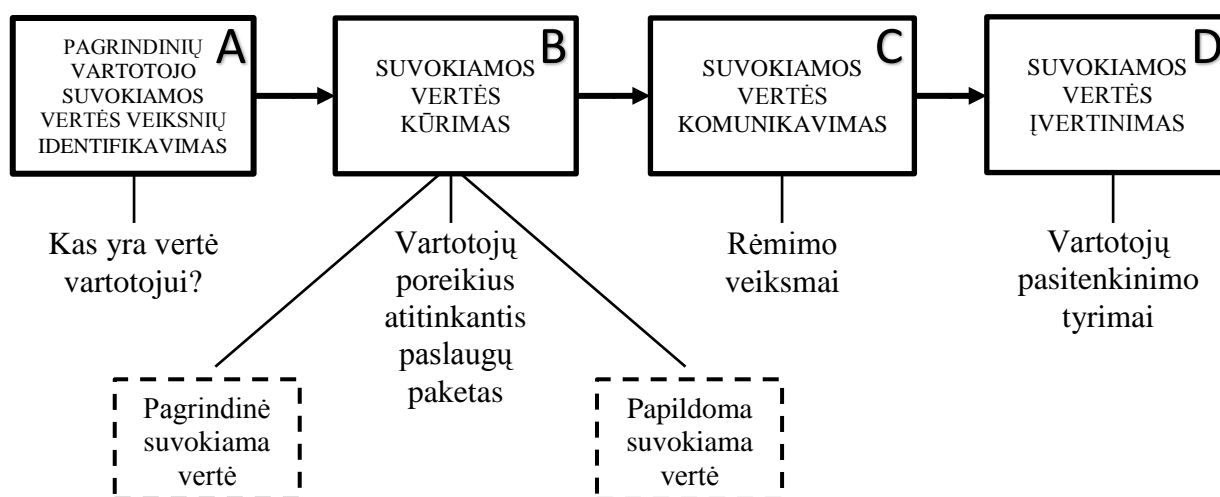 A
PAGRINDINIŲ
VARTOTOJO
SUVOKIAMOS
VERTĖS VEIKSNIŲ
IDENTIFIKAVIMAS
B
SUVOKIAMOS
VERTĖS
KŪRIMAS
C
SUVOKIAMOS
VERTĖS
KOMUNIKAVIMAS
D
SUVOKIAMOS
VERTĖS
ĮVERTINIMAS
Kas yra vertė
vartotojui?
Vartotojų
poreikius
atitinkantis
paslaugų
paketas
Rėmimo
veiksmai
Vartotojų
pasitenkinimo
tyrimai
Pagrindinė
suvokiama
vertė
Papildoma
suvokiama
vertė